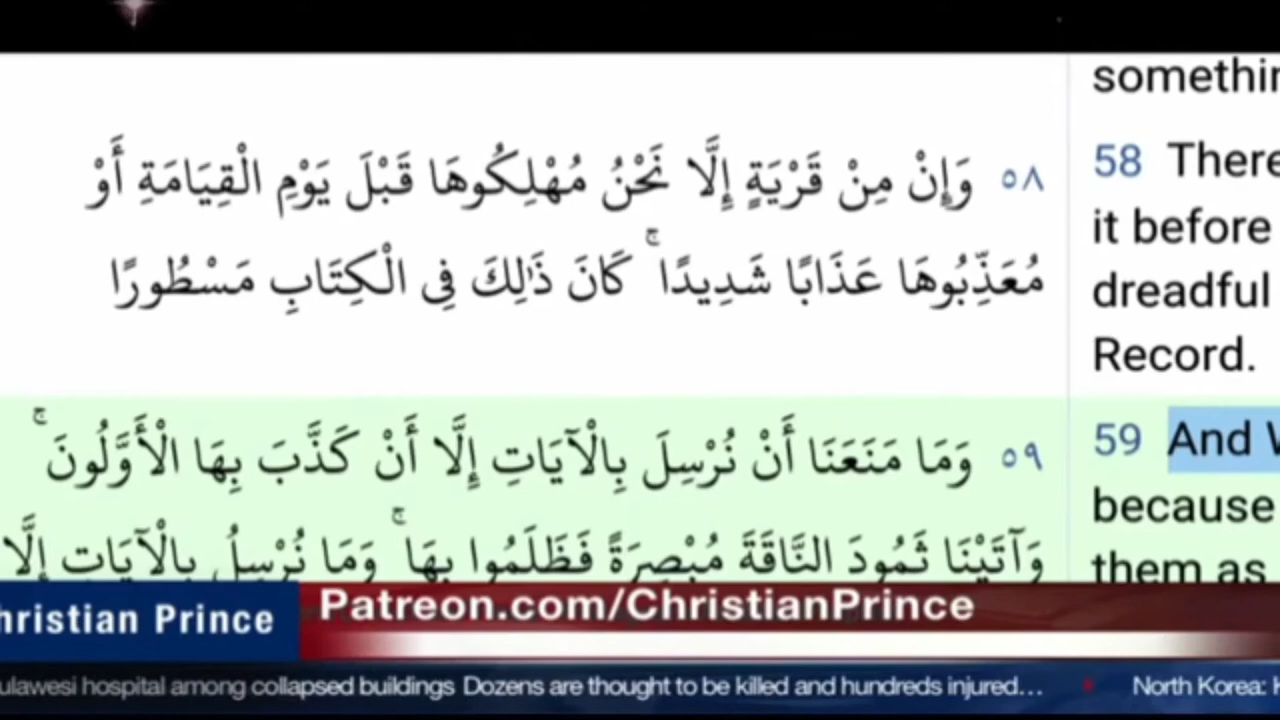 somethin
٥٨ وَإِنْ مِنْ قَرْيَةٍ إِلَّا نَحْنُ مُهْلِكُوهَا قَبْلَ يَوْمِ الْقِيَامَةِ أَوْ
مُعَذِّبُوهَا عَذَابًا شَدِيدًا ۚ كَانَ ذَٰلِكَ فِي الْكِتَابِ مَسْطُورًا
58 There
it before
dreadful
Record.
٥٩ وَمَا مَنَعَنَا أَنْ نُرْسِلَ بِالْآيَاتِ إِلَّا أَنْ كَذَّبَ بِهَا الْأَوَّلُونَ ۚ
وَآتَيْنَا ثَمُودَ النَّاقَةَ مُبْصِرَةً فَظَلَمُوا بِهَا ۚ وَمَا نُرْسِلُ بِالْآيَاتِ إِلَّا
59 And W
because
them as
hristian Prince
Patreon.com/ChristianPrince
ulawesi hospital among collapsed buildings Dozens are thought to be killed and hundreds injured... North Korea: